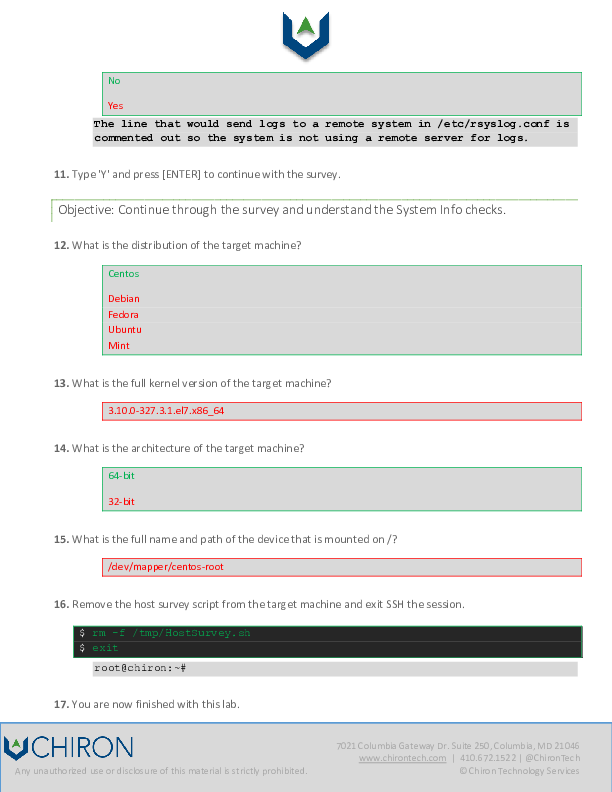 No
Yes
The line that would send logs to a remote system in /etc/rsyslog.conf is
commented out so the system is not using a remote server for logs.
11. Type 'Y' and press [ENTER] to continue with the survey.
Objective: Continue through the survey and understand the System Info checks.
12. What is the distribution of the target machine?
Centos
Debian
Fedora
Ubuntu
Mint
13. What is the full kernel version of the target machine?
3.10.0-327.3.1.el7.x86_64
14. What is the architecture of the target machine?
64-bit
32-bit
15. What is the full name and path of the device that is mounted on /?
/dev/mapper/centos-root
16. Remove the host survey script from the target machine and exit SSH the session.
$ rm -f /tmp/HostSurvey.sh
$ exit
root@chiron:~#
17. You are now finished with this lab.
CHIRON
7021 Columbia Gateway Dr. Suite 250, Columbia, MD 21046
www.chirontech.com | 410.672.1522 | @ChironTech
Any unauthorized use or disclosure of this material is strictly prohibited.
© Chiron Technology Services